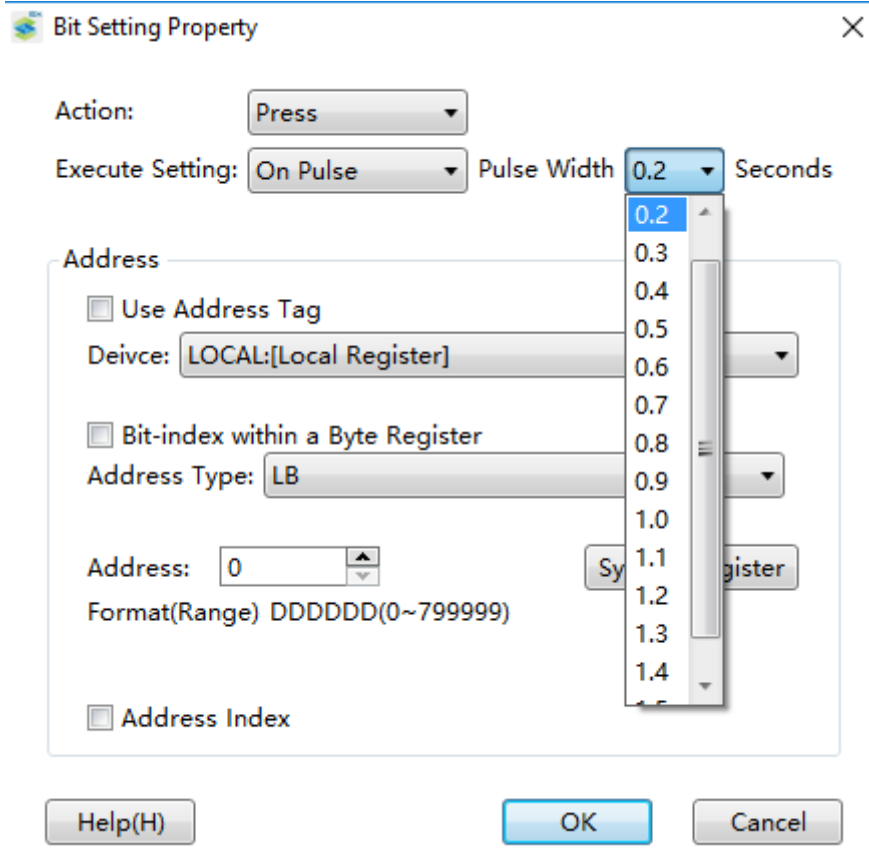 Bit Setting Property
Action: Press
Execute Setting: On Pulse Pulse Width 0.2 Seconds
0.2
0.3
0.4
0.5
0.6
0.7
0.8
0.9
1.0
1.1
1.2
1.3
1.4
Address
Use Address Tag
Deivce: LOCAL:[Local Register]
Bit-index within a Byte Register
Address Type: LB
Address: 0
Format(Range) DDDDDD(0~799999)
Address Index
Help(H) OK Cancel